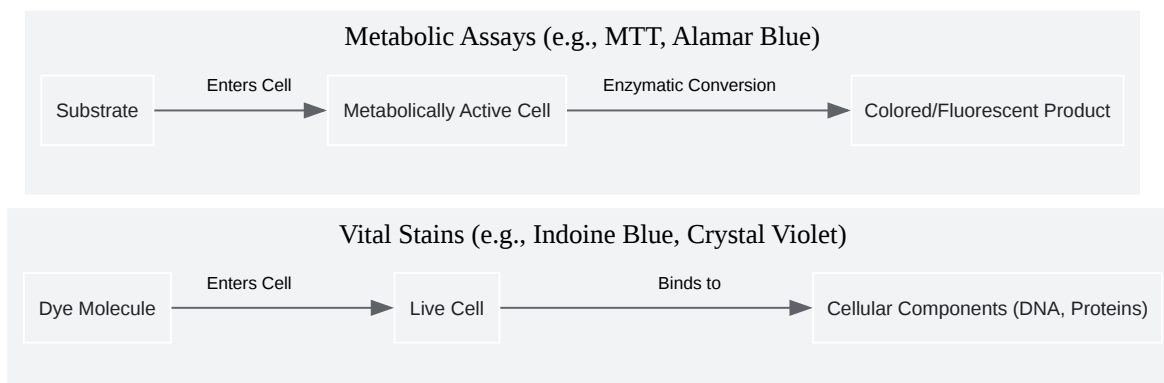 Metabolic Assays (e.g., MTT, Alamar Blue)
Substrate
Enters Cell
Metabolically Active Cell
Enzymatic Conversion
Colored/Fluorescent Product
Vital Stains (e.g., Indoine Blue, Crystal Violet)
Dye Molecule
Enters Cell
Live Cell
Binds to
Cellular Components (DNA, Proteins)